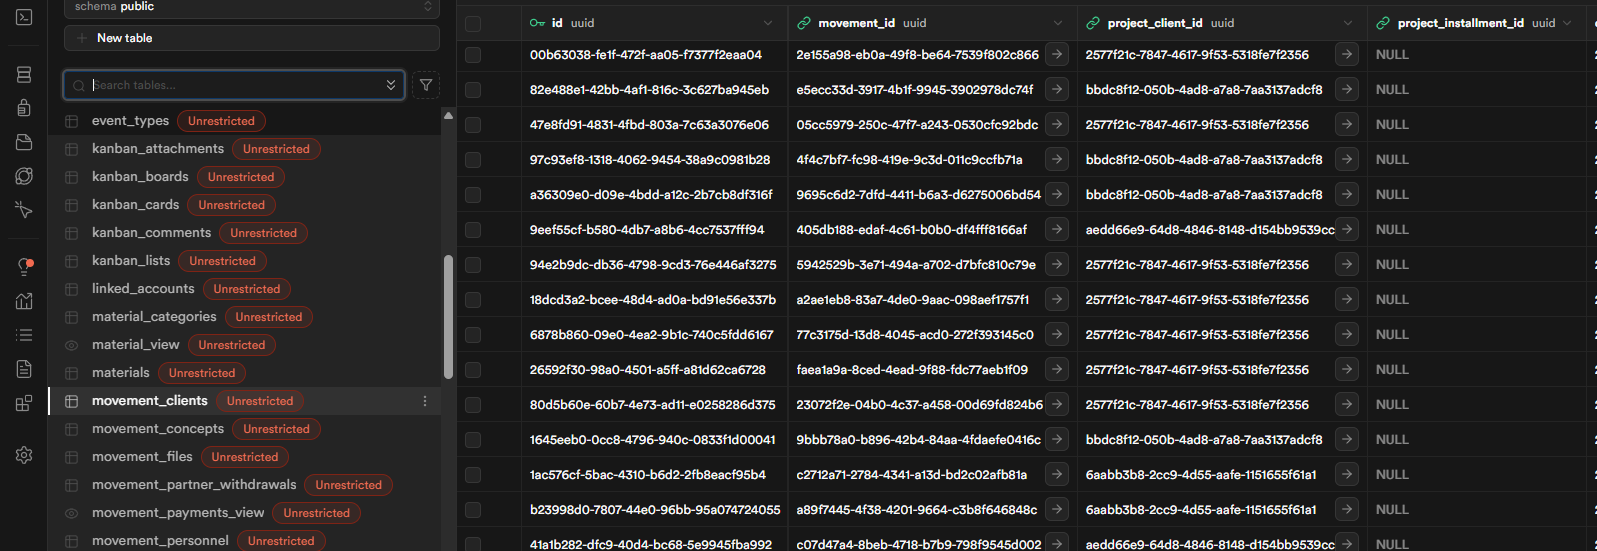 schema public
New table
Search tables...
event_types Unrestricted
kanban_attachments Unrestricted
kanban_boards Unrestricted
kanban_cards Unrestricted
kanban_comments Unrestricted
kanban_lists Unrestricted
linked_accounts Unrestricted
material_categories Unrestricted
material_view Unrestricted
materials Unrestricted
movement_clients Unrestricted
movement_concepts Unrestricted
movement_files Unrestricted
movement_partner_withdrawals Unrestricted
movement_payments_view Unrestricted
movement_personnel Unrestricted
id uuid movement_id uuid project_client_id uuid project_installment_id uuid
00b63038-fe1f-472f-aa05-f7377f2eaa04 2e155a98-eb0a-49f8-be64-7539f802c866 2577f21c-7847-4617-9f53-5318fe7f2356 NULL
82e488e1-42bb-4af1-816c-3c627ba945eb e5ecc33d-3917-4b1f-9945-3902978dc74f bbdc8f12-050b-4ad8-a7a8-7aa3137adcf8 NULL
47e8fd91-4831-4fbd-803a-7c63a3076e06 05cc5979-250c-47f7-a243-0530cfc92bdc 2577f21c-7847-4617-9f53-5318fe7f2356 NULL
97c93ef8-1318-4062-9454-38a9c0981b28 4f4c7bf7-fc98-419e-9c3d-011c9ccfb71a bbdc8f12-050b-4ad8-a7a8-7aa3137adcf8 NULL
a36309e0-d09e-4bdd-a12c-2b7cb8df316f 9695c6d2-7dfd-4411-b6a3-d6275006bd54 bbdc8f12-050b-4ad8-a7a8-7aa3137adcf8 NULL
9eef55cf-b580-4db7-a8b6-4cc7537fff94 405db188-edaf-4c61-b0b0-df4fff8166af aedd66e9-64d8-4846-8148-d154bb9539cc NULL
94e2b9dc-db36-4798-9cd3-76e446af3275 5942529b-3e71-494a-a702-d7bfc810c79e 2577f21c-7847-4617-9f53-5318fe7f2356 NULL
18dcd3a2-bcee-48d4-ad0a-bd91e56e337b a2ae1eb8-83a7-4de0-9aac-098aef1757f1 2577f21c-7847-4617-9f53-5318fe7f2356 NULL
6878b860-09e0-4ea2-9b1c-740c5fdd6167 77c3175d-13d8-4045-acd0-272f393145c0 2577f21c-7847-4617-9f53-5318fe7f2356 NULL
26592f30-98a0-4501-a5ff-a81d62ca6728 faea1a9a-8ced-4ead-9f88-fdc77aeb1f09 2577f21c-7847-4617-9f53-5318fe7f2356 NULL
80d5b60e-60b7-4e73-ad11-e0258286d375 23072f2e-04b0-4c37-a458-00d69fd824b6 2577f21c-7847-4617-9f53-5318fe7f2356 NULL
1645eeb0-0cc8-4796-940c-0833f1d00041 9bbb78a0-b896-42b4-84aa-4fdaefe0416c bbdc8f12-050b-4ad8-a7a8-7aa3137adcf8 NULL
1ac576cf-5bac-4310-b6d2-2fb8eacf95b4 c2712a71-2784-4341-a13d-bd2c02afb81a 6aabb3b8-2cc9-4d55-aafe-1151655f61a1 NULL
b23998d0-7807-44e0-96bb-95a074724055 a89f7445-4f38-4201-9664-c3b8f646848c 6aabb3b8-2cc9-4d55-aafe-1151655f61a1 NULL
41a1b282-dfc9-40d4-bc68-5e9945fba992 c07d47a4-8beb-4718-b7b9-798f9545d002 aedd66e9-64d8-4846-8148-d154bb9539cc NULL